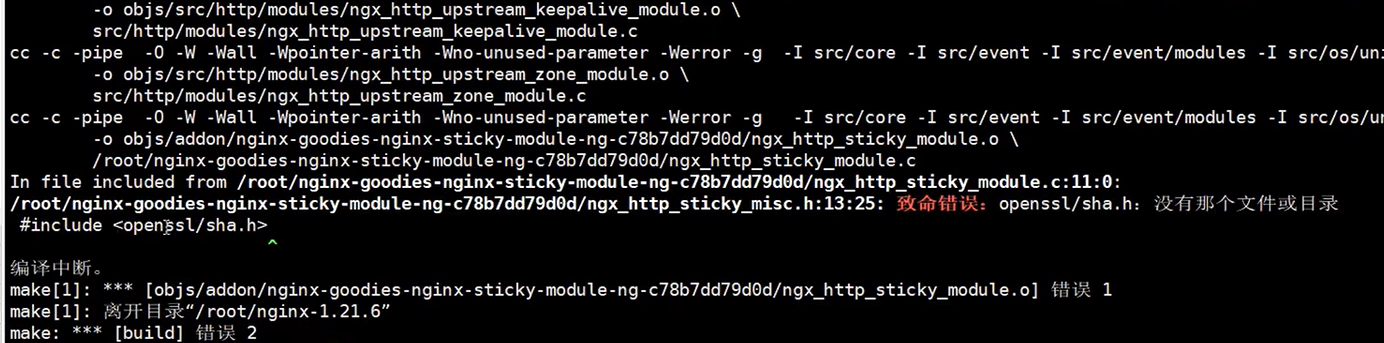 -o objs/src/http/modules/ngx_http_upstream_keepalive_module.o \
src/http/modules/ngx_http_upstream_keepalive_module.c
cc -c -pipe  -O -W -Wall -Wpointer-arith -Wno-unused-parameter -Werror -g  -I src/core -I src/event -I src/event/modules -I src/os/uni
-o objs/src/http/modules/ngx_http_upstream_zone_module.o \
src/http/modules/ngx_http_upstream_zone_module.c
cc -c -pipe  -O -W -Wall -Wpointer-arith -Wno-unused-parameter -Werror -g   -I src/core -I src/event -I src/event/modules -I src/os/un
-o objs/addon/nginx-goodies-nginx-sticky-module-ng-c78b7dd79d0d/ngx_http_sticky_module.o \
/root/nginx-goodies-nginx-sticky-module-ng-c78b7dd79d0d/ngx_http_sticky_module.c
In file included from /root/nginx-goodies-nginx-sticky-module-ng-c78b7dd79d0d/ngx_http_sticky_module.c:11:0:
/root/nginx-goodies-nginx-sticky-module-ng-c78b7dd79d0d/ngx_http_sticky_misc.h:13:25: 致命错误：openssl/sha.h：没有那个文件或目录
#include <openssl/sha.h>
^
编译中断。
make[1]: *** [objs/addon/nginx-goodies-nginx-sticky-module-ng-c78b7dd79d0d/ngx_http_sticky_module.o] 错误 1
make[1]: 离开目录“/root/nginx-1.21.6”
make: *** [build] 错误 2